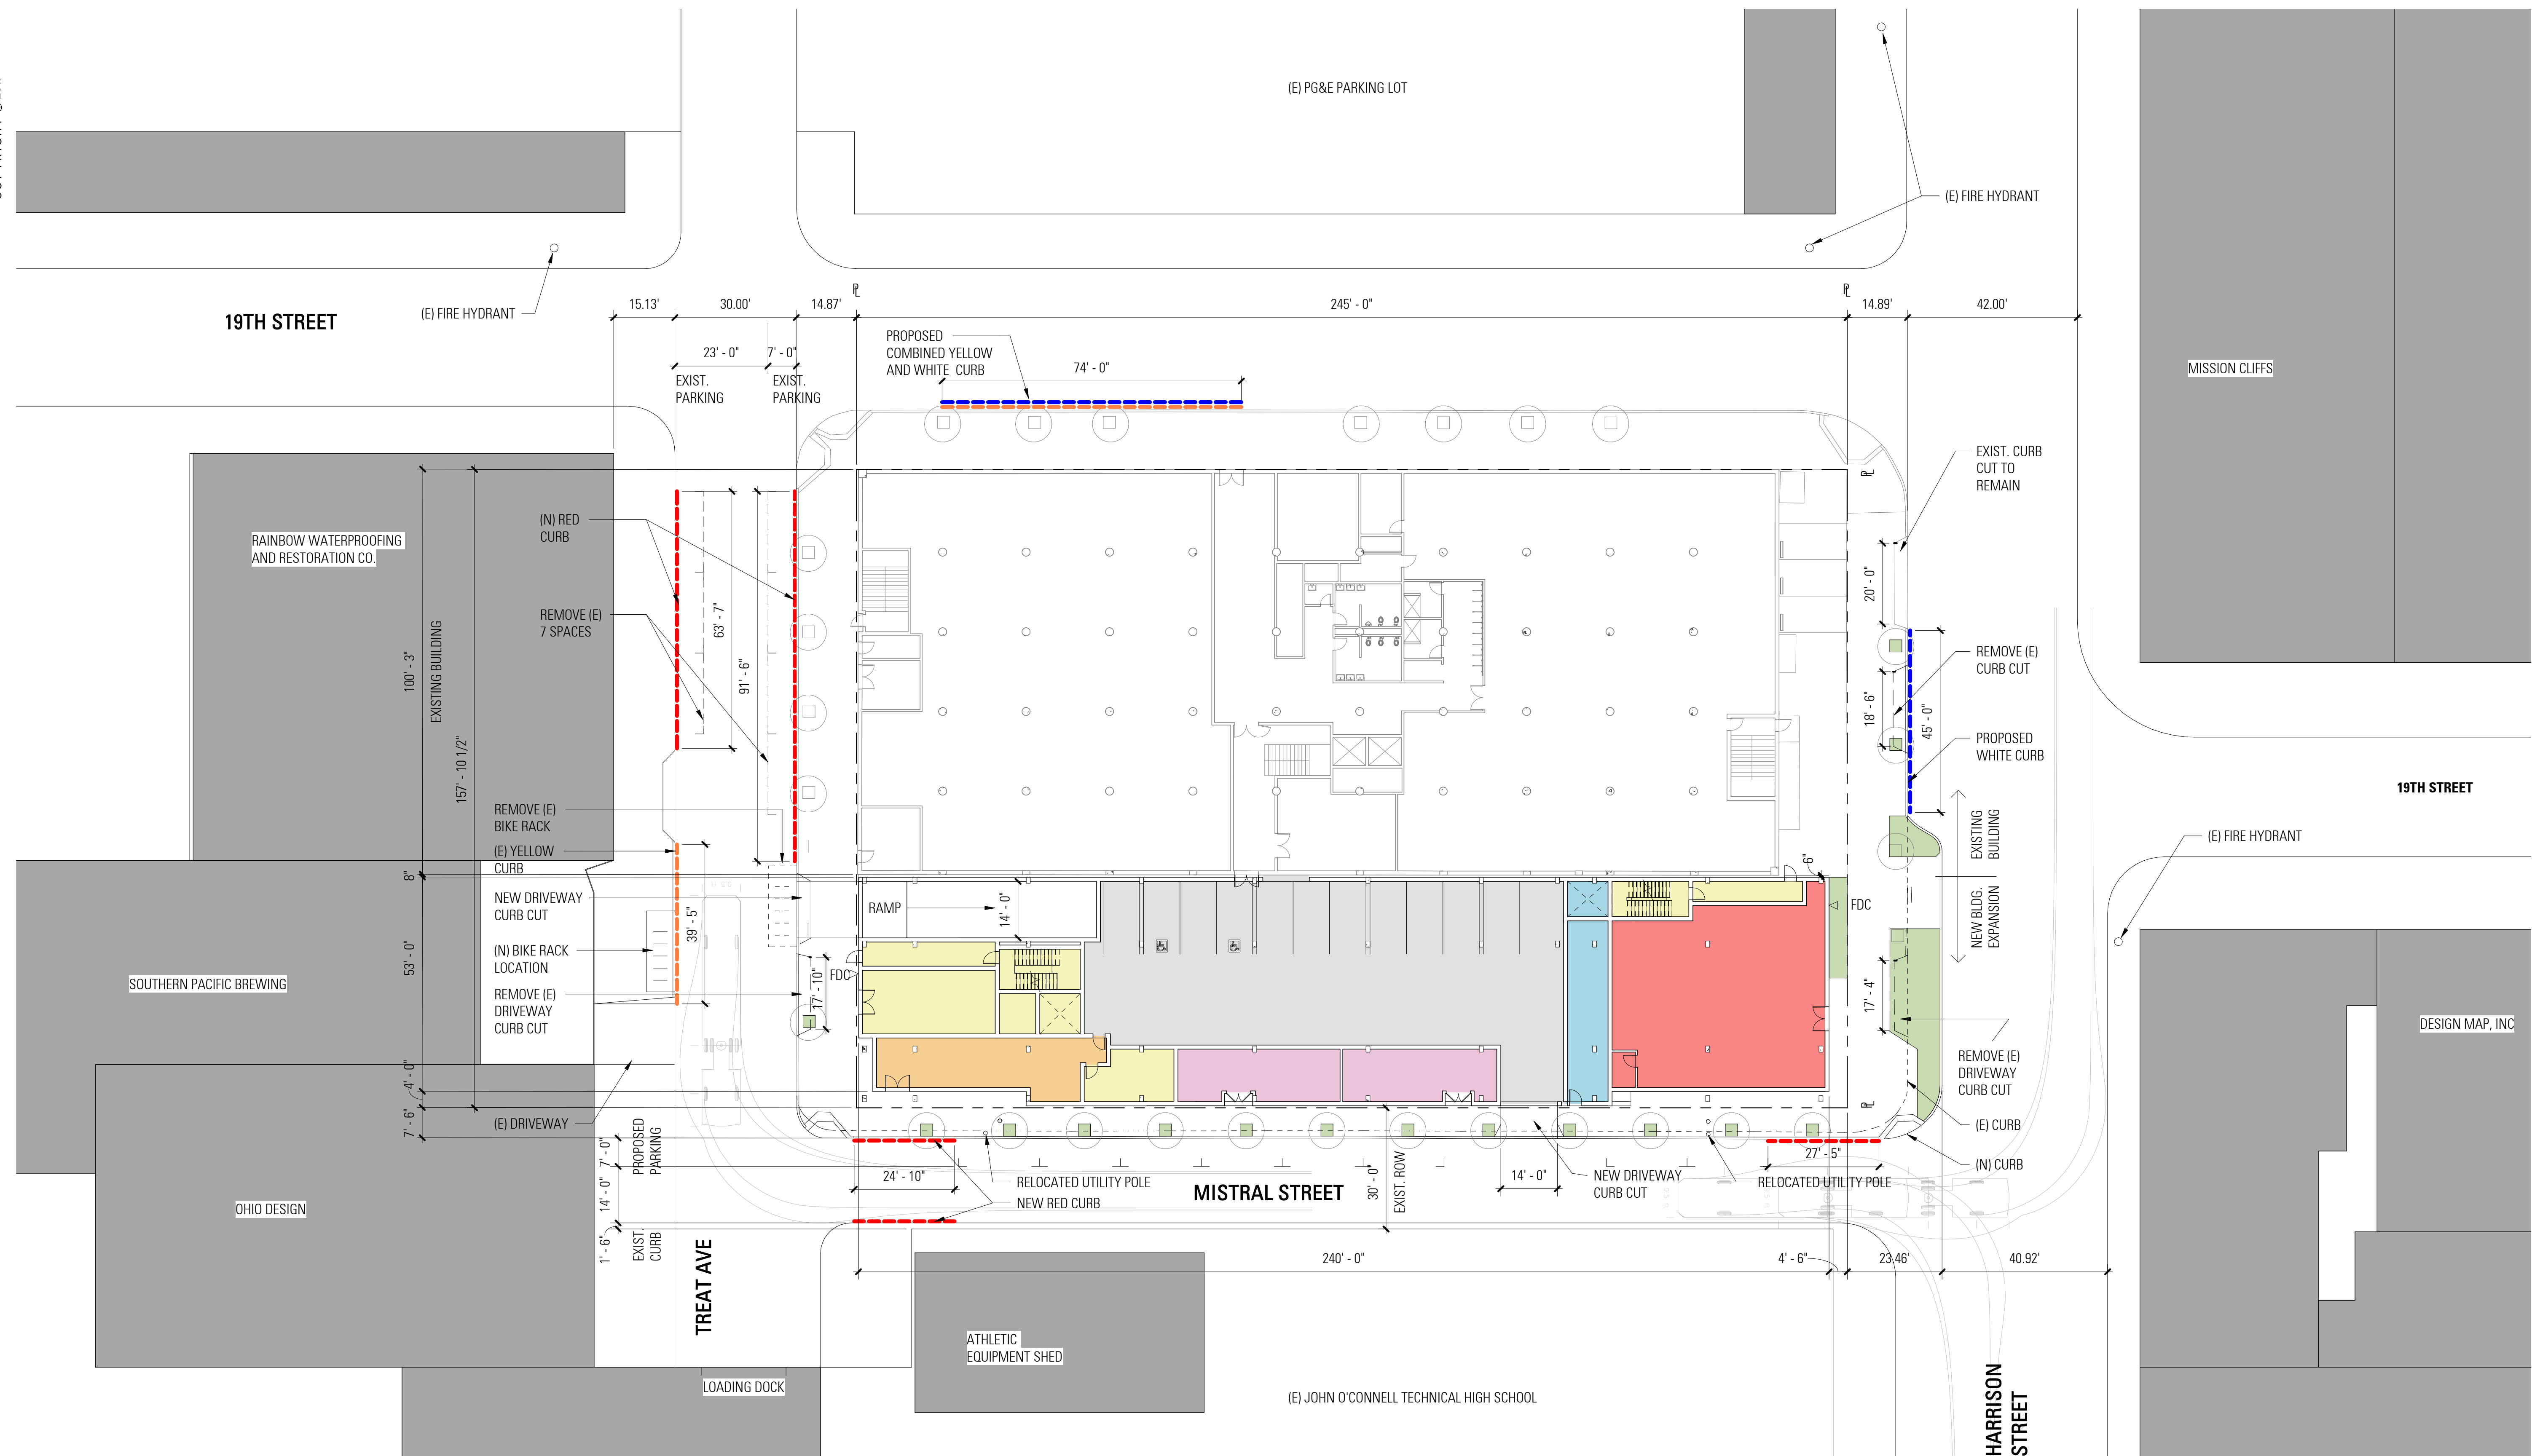 (E) PG&E PARKING LOT
(E) FIRE HYDRANT
19TH STREET
(E) FIRE HYDRANT
15.13'
30.00'
14.87'
245' - 0"
14.89'
42.00'
PL
PL
PROPOSED
COMBINED YELLOW
AND WHITE CURB
74' - 0"
23' - 0"
7' - 0"
EXIST.
PARKING
EXIST.
PARKING
MISSION CLIFFS
EXIST. CURB
CUT TO
REMAIN
PL
RAINBOW WATERPROOFING
AND RESTORATION CO.
(N) RED
CURB
REMOVE (E)
7 SPACES
63' - 7"
91' - 6"
100' - 3"
EXISTING BUILDING
157' - 10 1/2"
20' - 0"
18' - 6"
45' - 0"
REMOVE (E)
CURB CUT
PROPOSED
WHITE CURB
19TH STREET
EXISTING
BUILDING
NEW BLDG.
EXPANSION
(E) FIRE HYDRANT
REMOVE (E)
BIKE RACK
(E) YELLOW
CURB
8"
NEW DRIVEWAY
CURB CUT
(N) BIKE RACK
LOCATION
REMOVE (E)
DRIVEWAY
CURB CUT
39' - 5"
53' - 0"
17' - 10"
FDC
RAMP
14' - 0"
6"
FDC
17' - 4"
SOUTHERN PACIFIC BREWING
DESIGN MAP, INC
REMOVE (E)
DRIVEWAY
CURB CUT
4' - 0"
7' - 6"
(E) DRIVEWAY
PL
(E) CURB
(N) CURB
7' - 0"
PROPOSED
PARKING
14' - 0"
1' - 6"
EXIST.
CURB
24' - 10"
RELOCATED UTILITY POLE
NEW RED CURB
MISTRAL STREET
30' - 0"
EXIST. ROW
14' - 0"
NEW DRIVEWAY
CURB CUT
27' - 5"
RELOCATED UTILITY POLE
OHIO DESIGN
TREAT AVE
240' - 0"
4' - 6"
23.46'
40.92'
ATHLETIC
EQUIPMENT SHED
LOADING DOCK
(E) JOHN O'CONNELL TECHNICAL HIGH SCHOOL
HARRISON
STREET